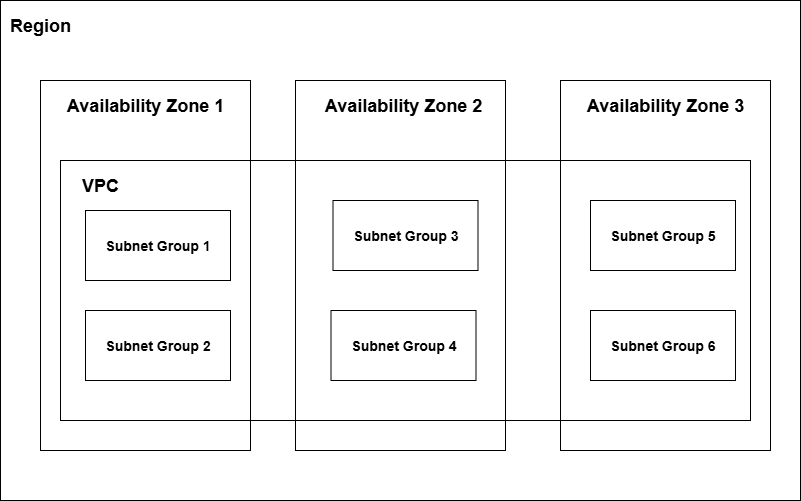 Region
Availability Zone 1
Availability Zone 2
Availability Zone 3
VPC
Subnet Group 1
Subnet Group 3
Subnet Group 5
Subnet Group 2
Subnet Group 4
Subnet Group 6